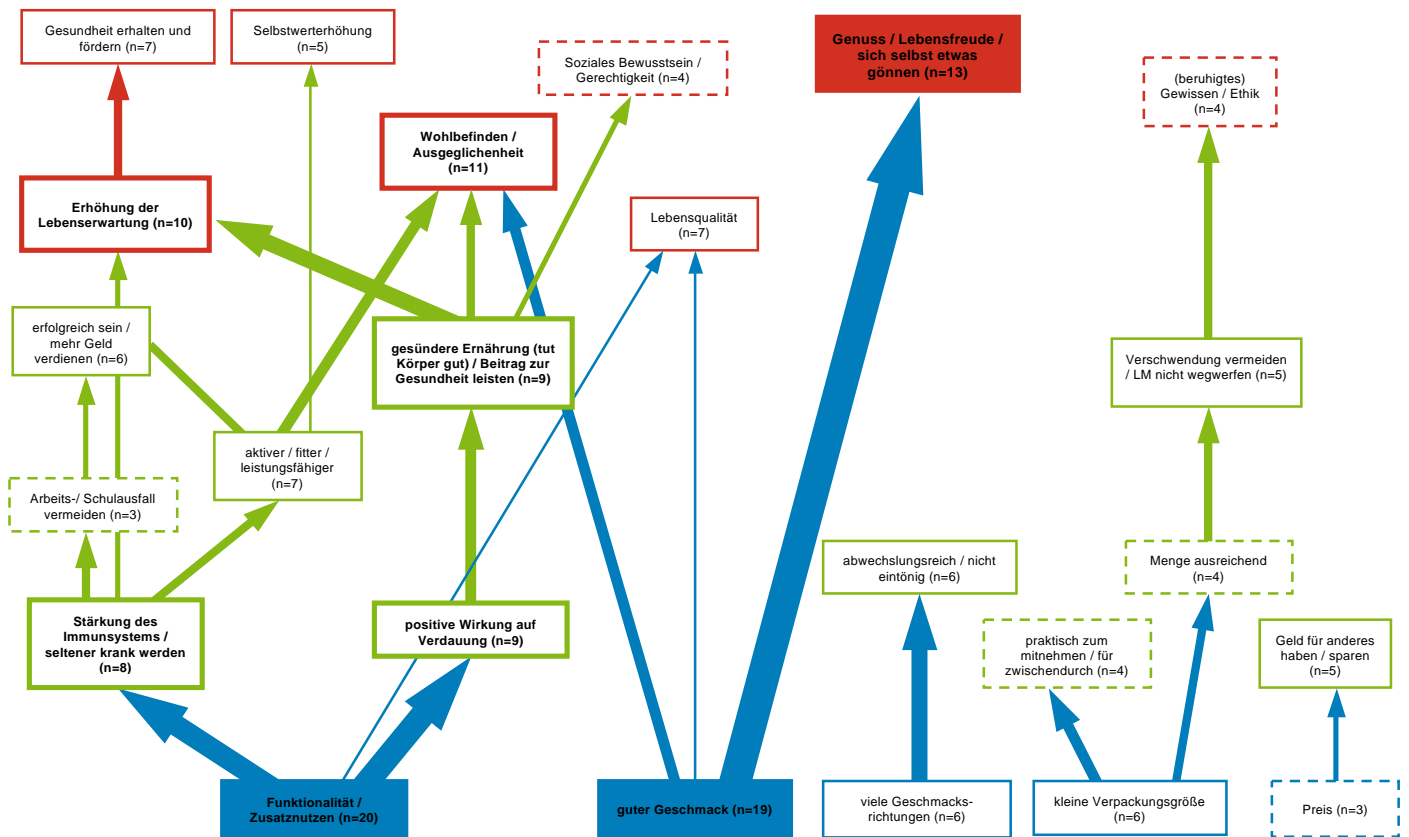 Gesundheit erhalten und
fördern (n=7)
Selbstwerterhöhung
(n=5)
Soziales Bewusstsein /
Gerechtigkeit (n=4)
Genuss / Lebensfreude /
sich selbst etwas
gönnen (n=13)
(beruhigtes)
Gewissen / Ethik
(n=4)
Wohlbefinden /
Ausgeglichenheit
(n=11)
Erhöhung der
Lebenserwartung (n=10)
Lebensqualität
(n=7)
erfolgreich sein /
mehr Geld
verdienen (n=6)
gesündere Ernährung (tut
Körper gut) / Beitrag zur
Gesundheit leisten (n=9)
Verschwendung vermeiden
/ LM nicht wegwerfen (n=5)
aktiver / fitter /
leistungsfähiger
(n=7)
Arbeits-/ Schulausfall
vermeiden (n=3)
abwechslungsreich / nicht
eintönig (n=6)
Menge ausreichend
(n=4)
Stärkung des
Immunsystems /
seltener krank werden
(n=8)
positive Wirkung auf
Verdauung (n=9)
praktisch zum
mitnehmen / für
zwischendurch (n=4)
Geld für anderes
haben / sparen
(n=5)
Funktionalität /
Zusatznutzen (n=20)
guter Geschmack (n=19)
viele Geschmacks-
richtungen (n=6)
kleine Verpackungsgröße
(n=6)
Preis (n=3)